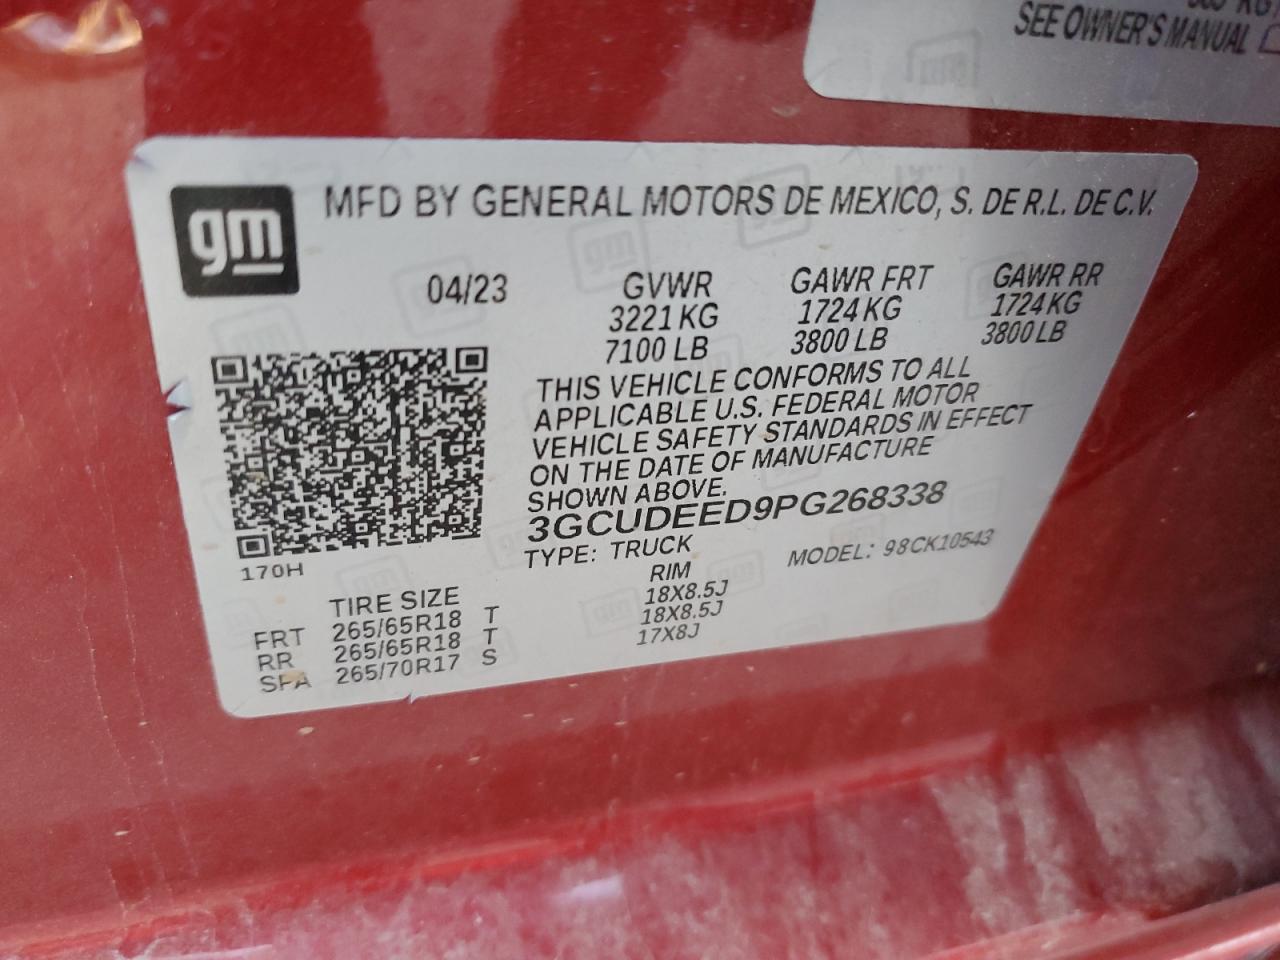 SEE OWNER'S MANUAL
gm
MFD BY GENERAL MOTORS DE MEXICO, S. DE R.L. DE C.V.
04/23 GVWR GAWR FRT GAWR RR
3221 KG 1724 KG 1724 KG
7100 LB 3800 LB 3800 LB
THIS VEHICLE CONFORMS TO ALL
APPLICABLE U.S. FEDERAL MOTOR
VEHICLE SAFETY STANDARDS IN EFFECT
ON THE DATE OF MANUFACTURE
SHOWN ABOVE.
3GCUDEED9PG268338
TYPE: TRUCK MODEL: 98CK10543
170H
TIRE SIZE RIM
FRT 265/65R18 T 18X8.5J
RR 265/65R18 T 18X8.5J
SPA 265/70R17 S 17X8J